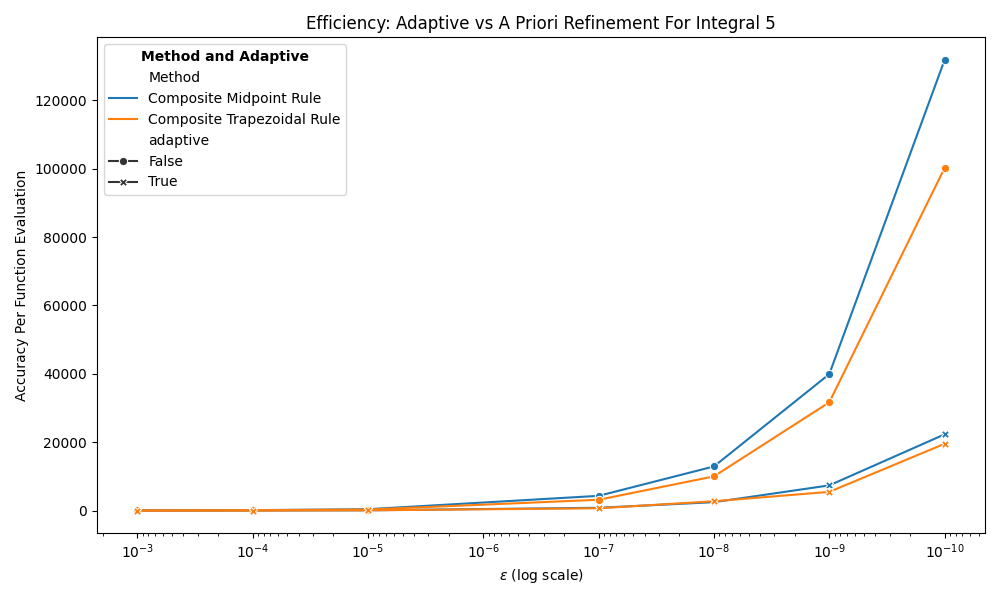 Efficiency: Adaptive vs A Priori Refinement For Integral 5
Method and Adaptive
Method
Composite Midpoint Rule
Composite Trapezoidal Rule
adaptive
False
True
Accuracy Per Function Evaluation
120000
100000
80000
60000
40000
20000
0
10⁻³ 10⁻⁴ 10⁻⁵ 10⁻⁶ 10⁻⁷ 10⁻⁸ 10⁻⁹ 10⁻¹⁰
ε (log scale)